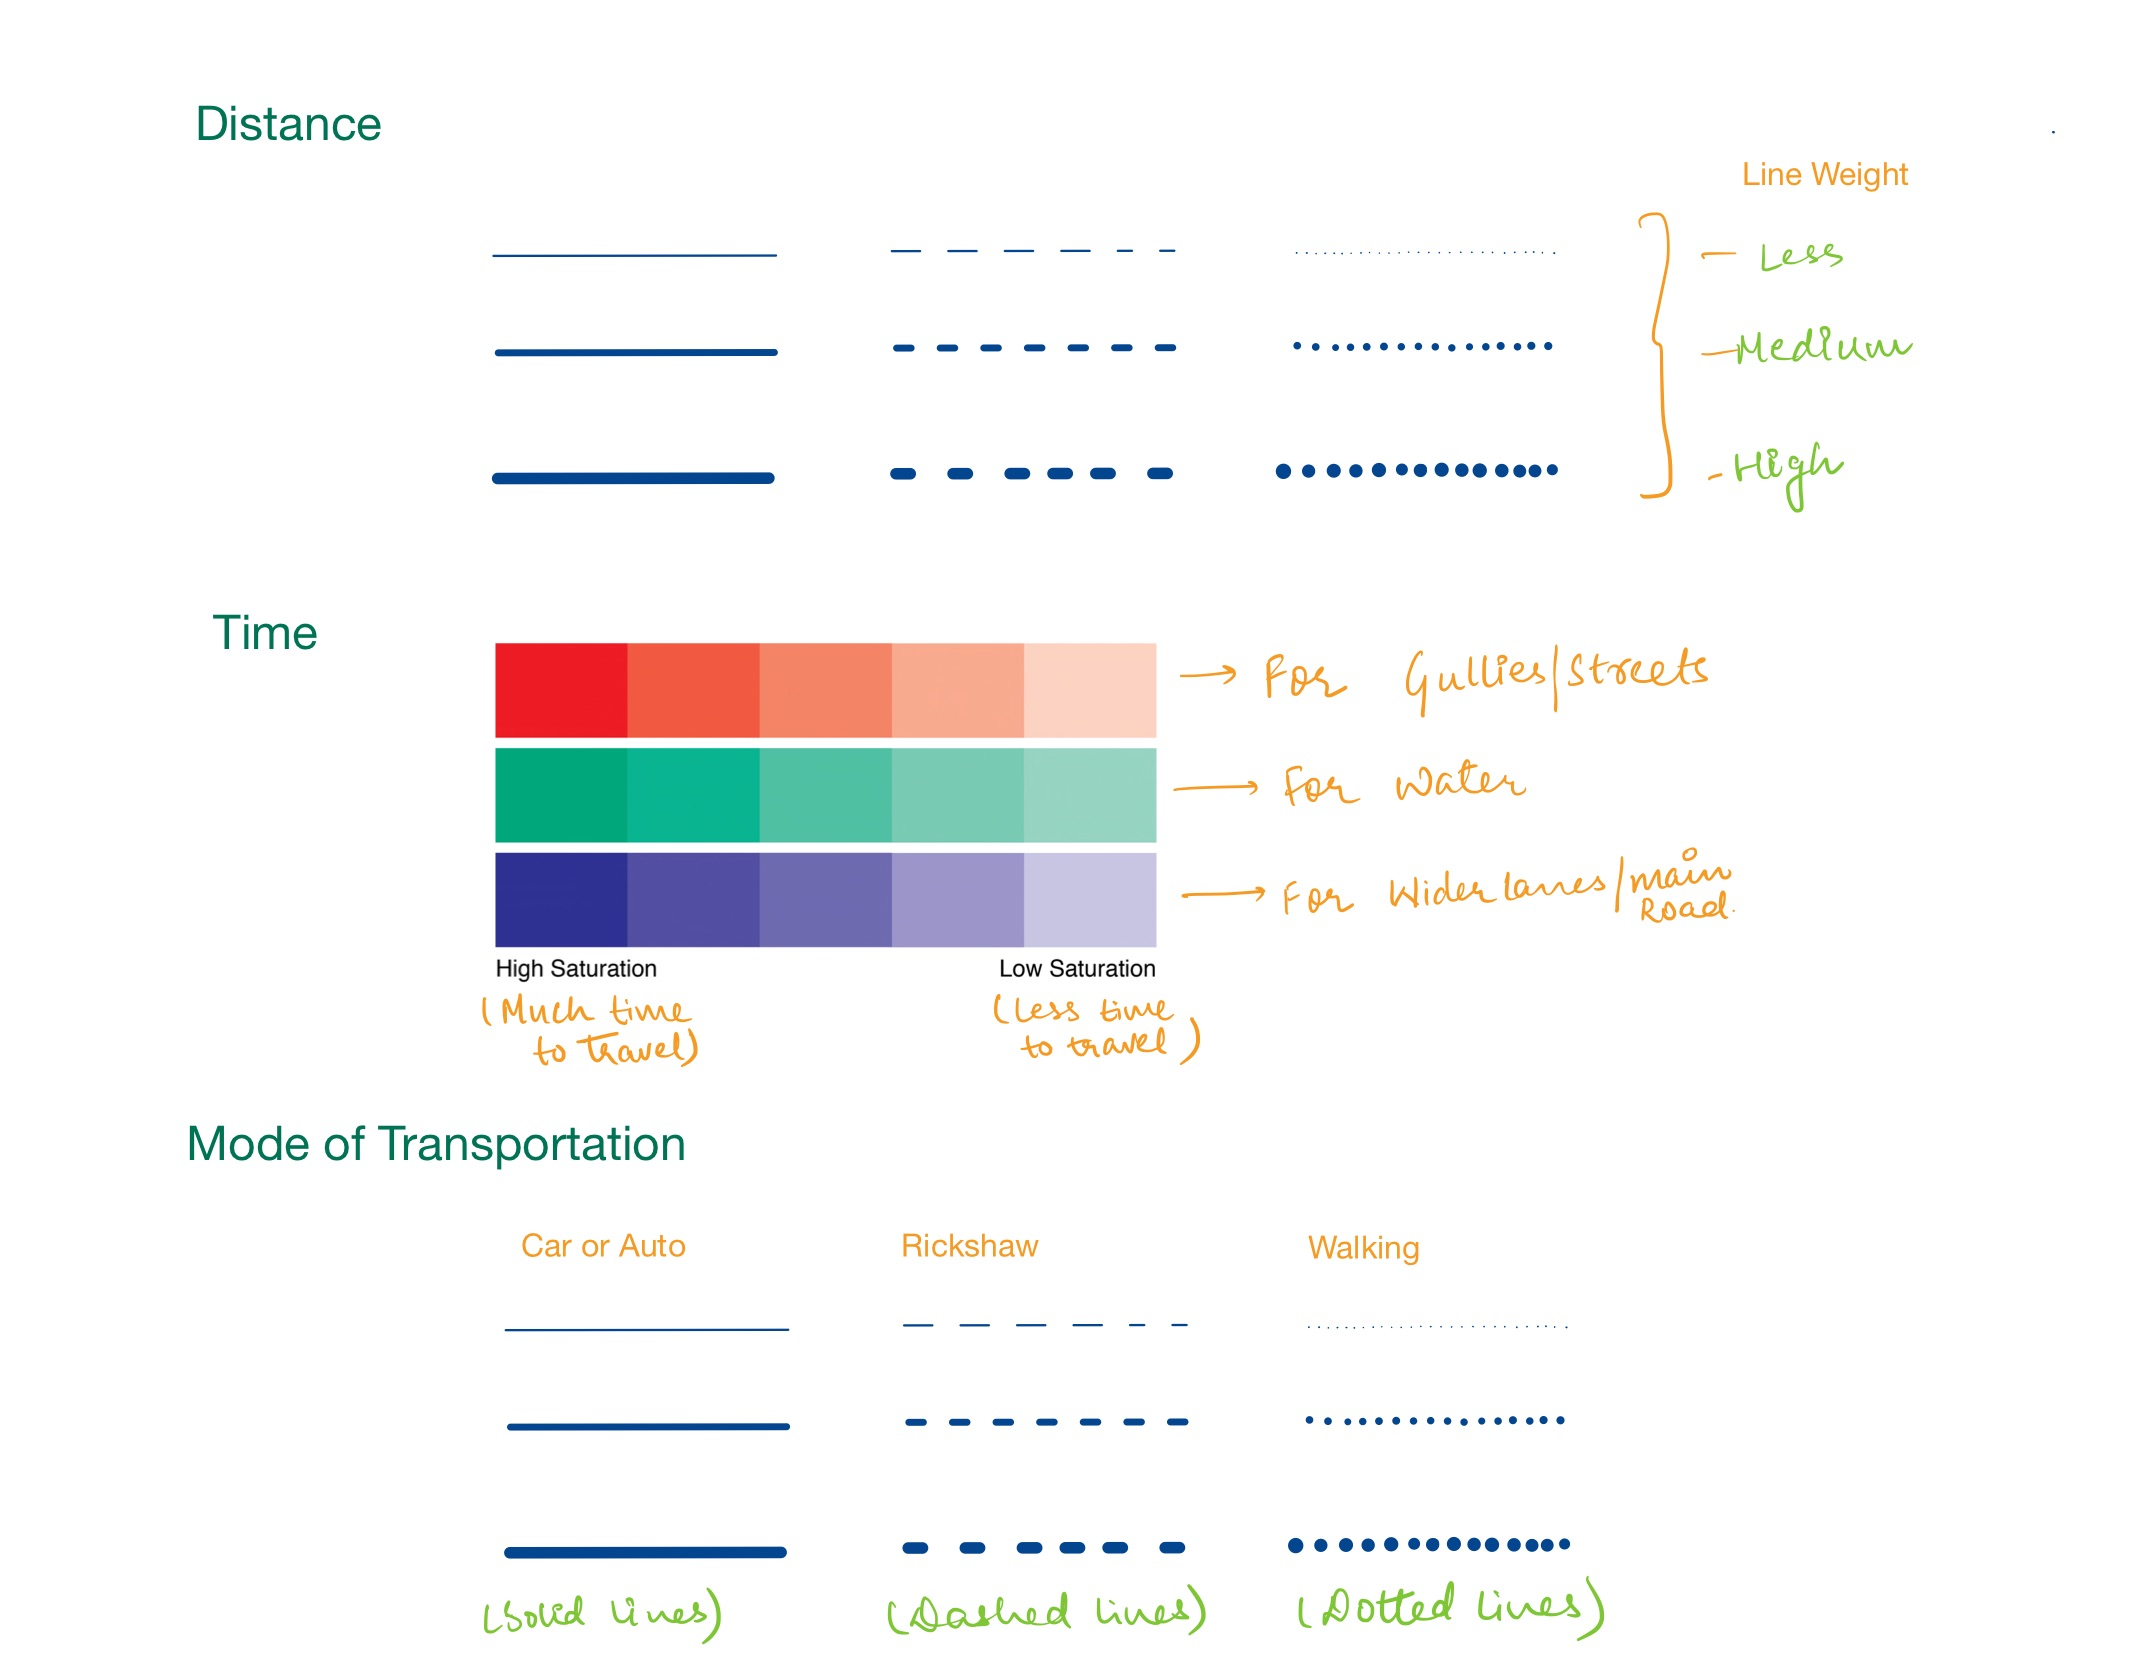 Distance
Line Weight
Less
Medium
High
Time
For Gullies/Streets
For Water
For Wider Lanes/Main
Road.
High Saturation
Low Saturation
(Much time
to travel)
(Less time
to travel)
Mode of Transportation
Car or Auto
Rickshaw
Walking
(Solid lines)
(Dashed lines)
(Dotted lines)